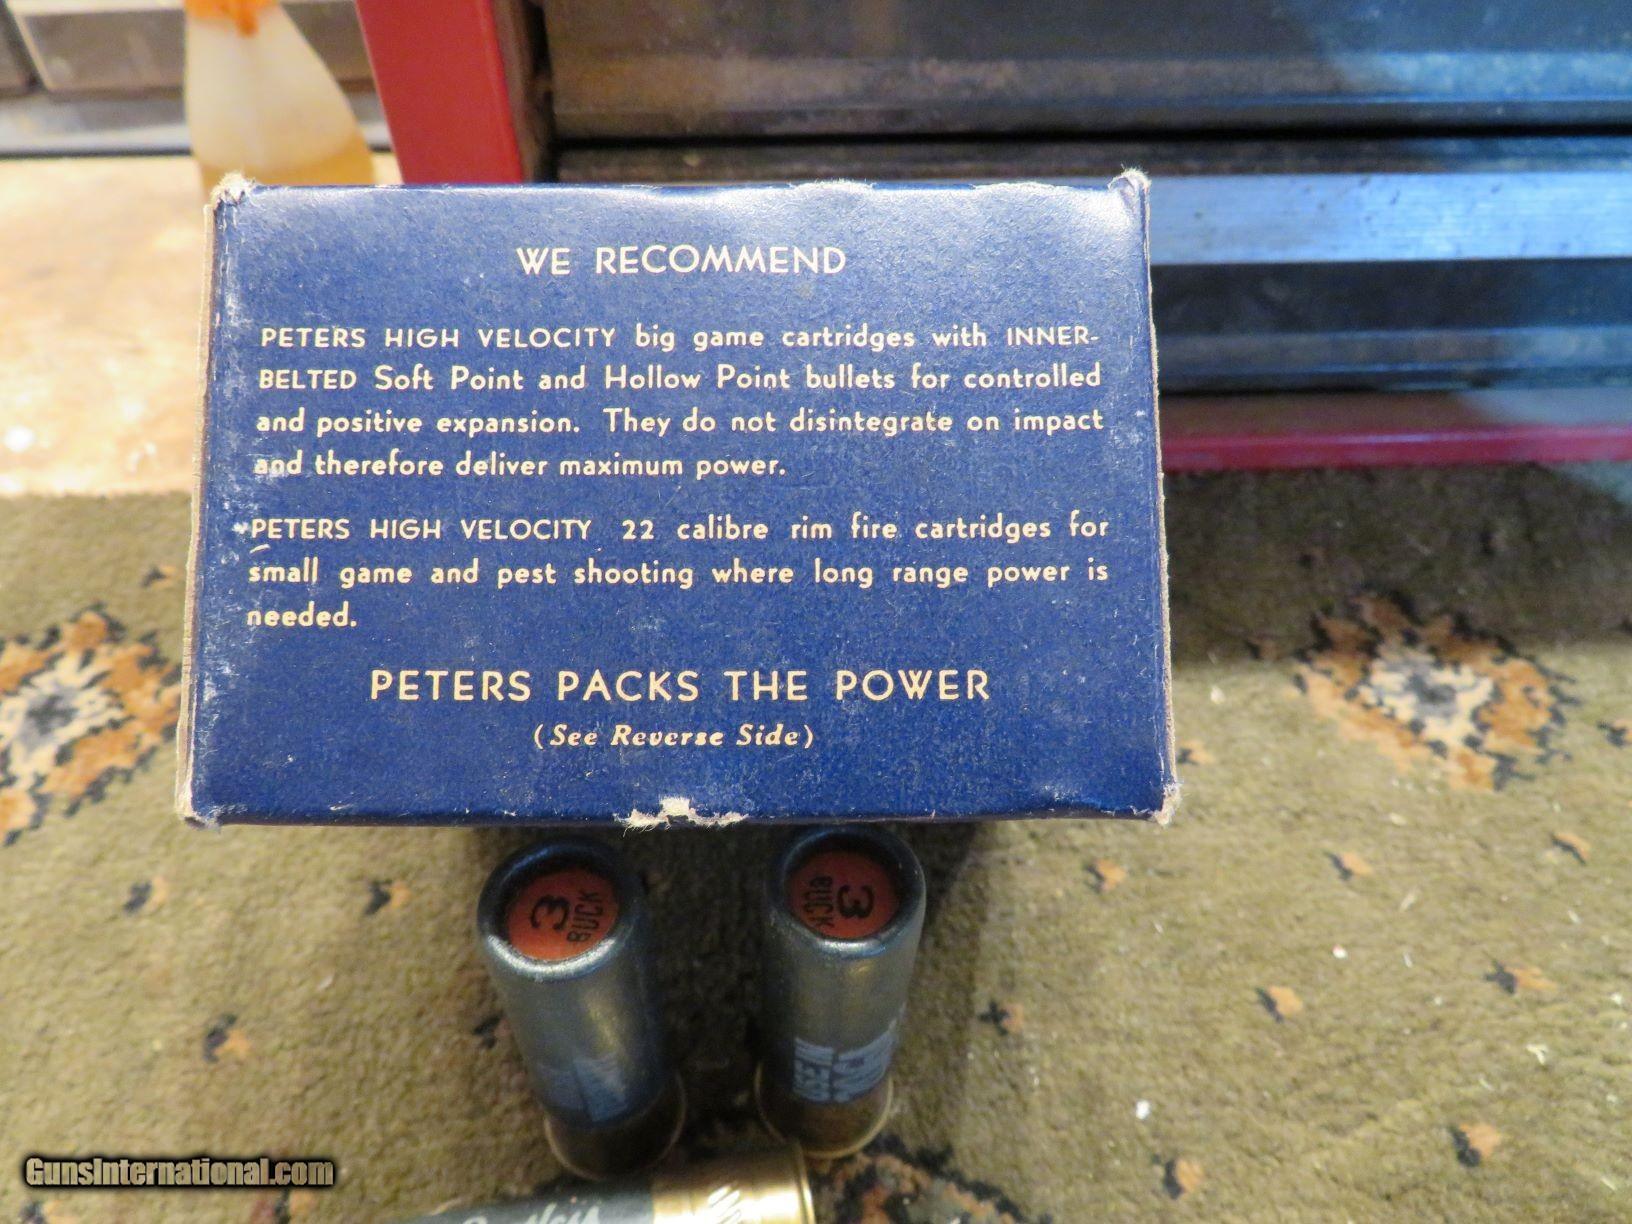 WE RECOMMEND
PETERS HIGH VELOCITY big game cartridges with INNER-
BELTED Soft Point and Hollow Point bullets for controlled
and positive expansion. They do not disintegrate on impact
and therefore deliver maximum power.
PETERS HIGH VELOCITY 22 calibre rim fire cartridges for
small game and pest shooting where long range power is
needed.
PETERS PACKS THE POWER
(See Reverse Side)
3
BUCK
3
BUCK
USE IN
GunsInternational.com